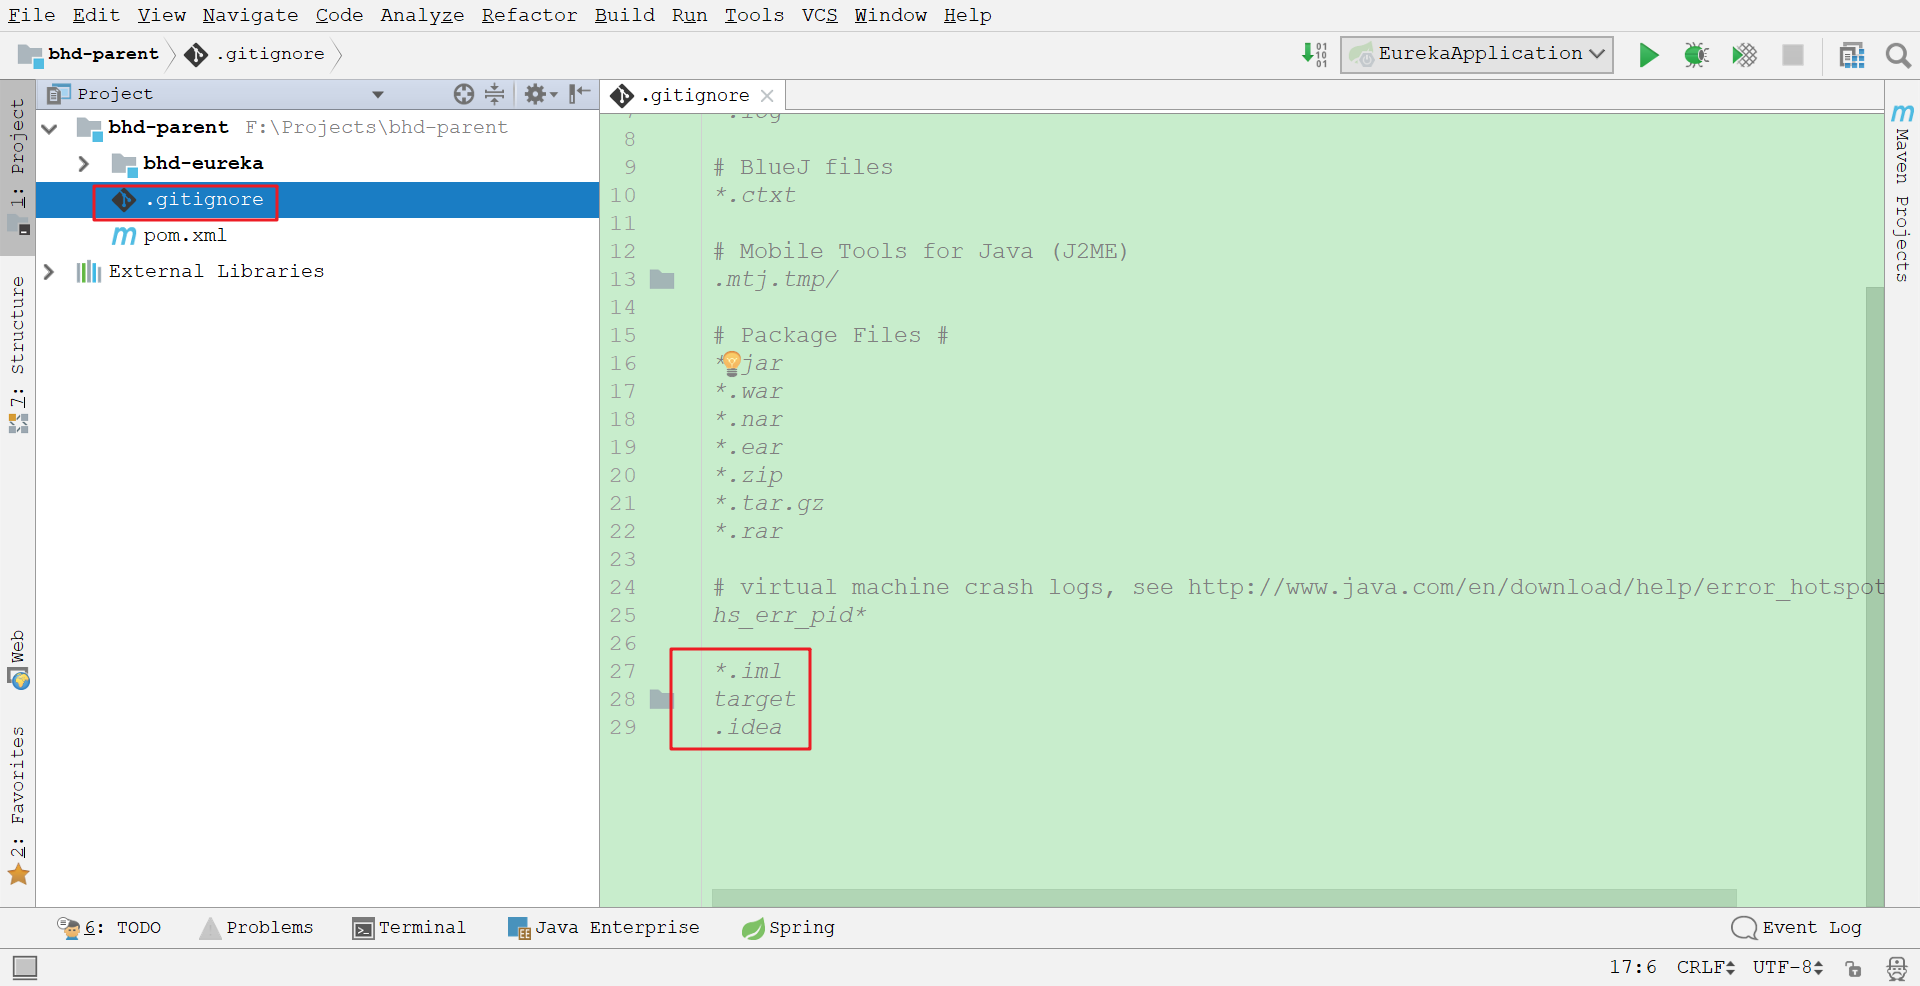 File Edit View Navigate Code Analyze Refactor Build Run Tools VCS Window Help
bhd-parent .gitignore EurekaApplication
1: Project
7: Structure
Web
2: Favorites
Project
bhd-parent F:\Projects\bhd-parent
bhd-eureka
.gitignore
pom.xml
External Libraries
.gitignore
8
9 # BlueJ files
10 *.ctxt
11
12 # Mobile Tools for Java (J2ME)
13 .mtj.tmp/
14
15 # Package Files #
16 *.jar
17 *.war
18 *.nar
19 *.ear
20 *.zip
21 *.tar.gz
22 *.rar
23
24 # virtual machine crash logs, see http://www.java.com/en/download/help/error_hotspot
25 hs_err_pid*
26
27 *.iml
28 target
29 .idea
Maven Projects
6: TODO Problems Terminal Java Enterprise Spring Event Log
17:6 CRLF UTF-8